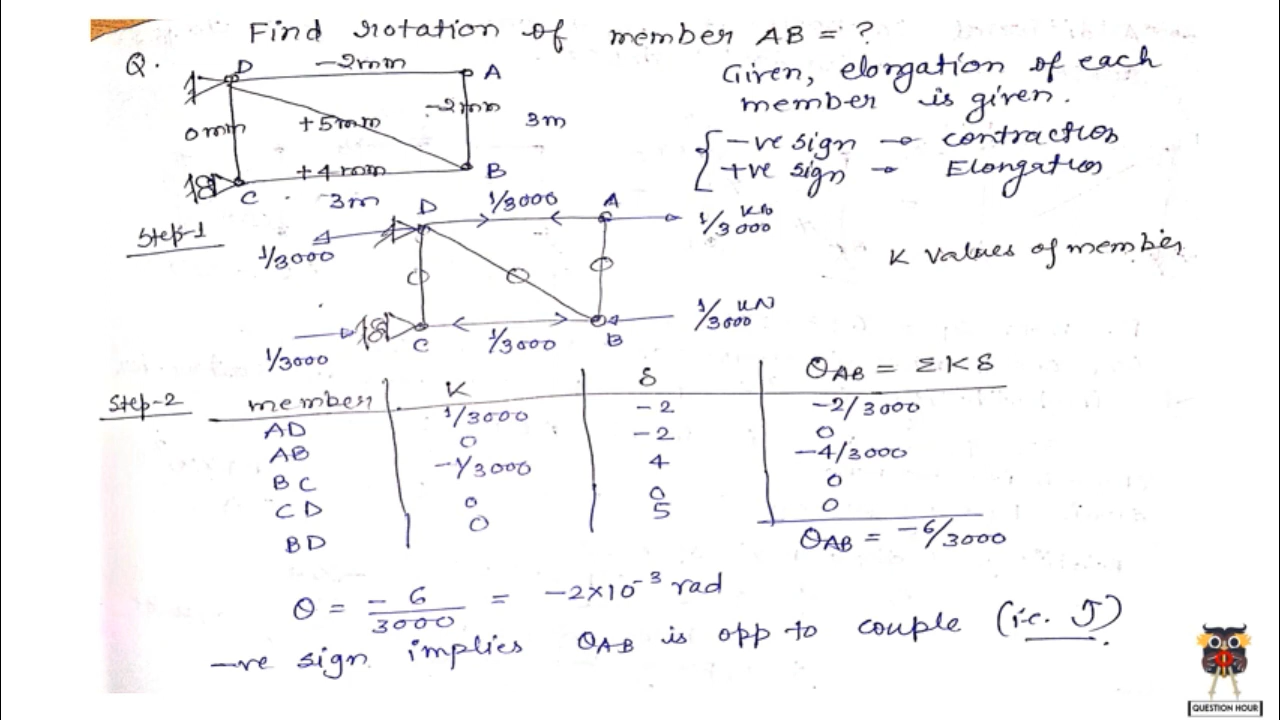 Find rotation of member AB = ?
Q.
D -2mm A
Given, elongation of each
member is given.
0mm +5mm -2mm 3m
{ -ve sign → contraction
+ve sign → Elongation
+4mm B
C 3m
Step-1
D 1/3000 A
1/3000 1/3000 KN
K values of member
1/3000 KN
1/3000 C 1/3000 B
Step-2
member K δ θAB = ΣKδ
AD 1/3000 -2 -2/3000
AB 0 -2 0
BC -1/3000 4 -4/3000
CD 0 0 0
BD 0 5 0
θAB = -6/3000
θ = -6/3000 = -2×10-3 rad
-ve sign implies θAB is opp to couple (i.e. ↺)
QUESTION HOUR